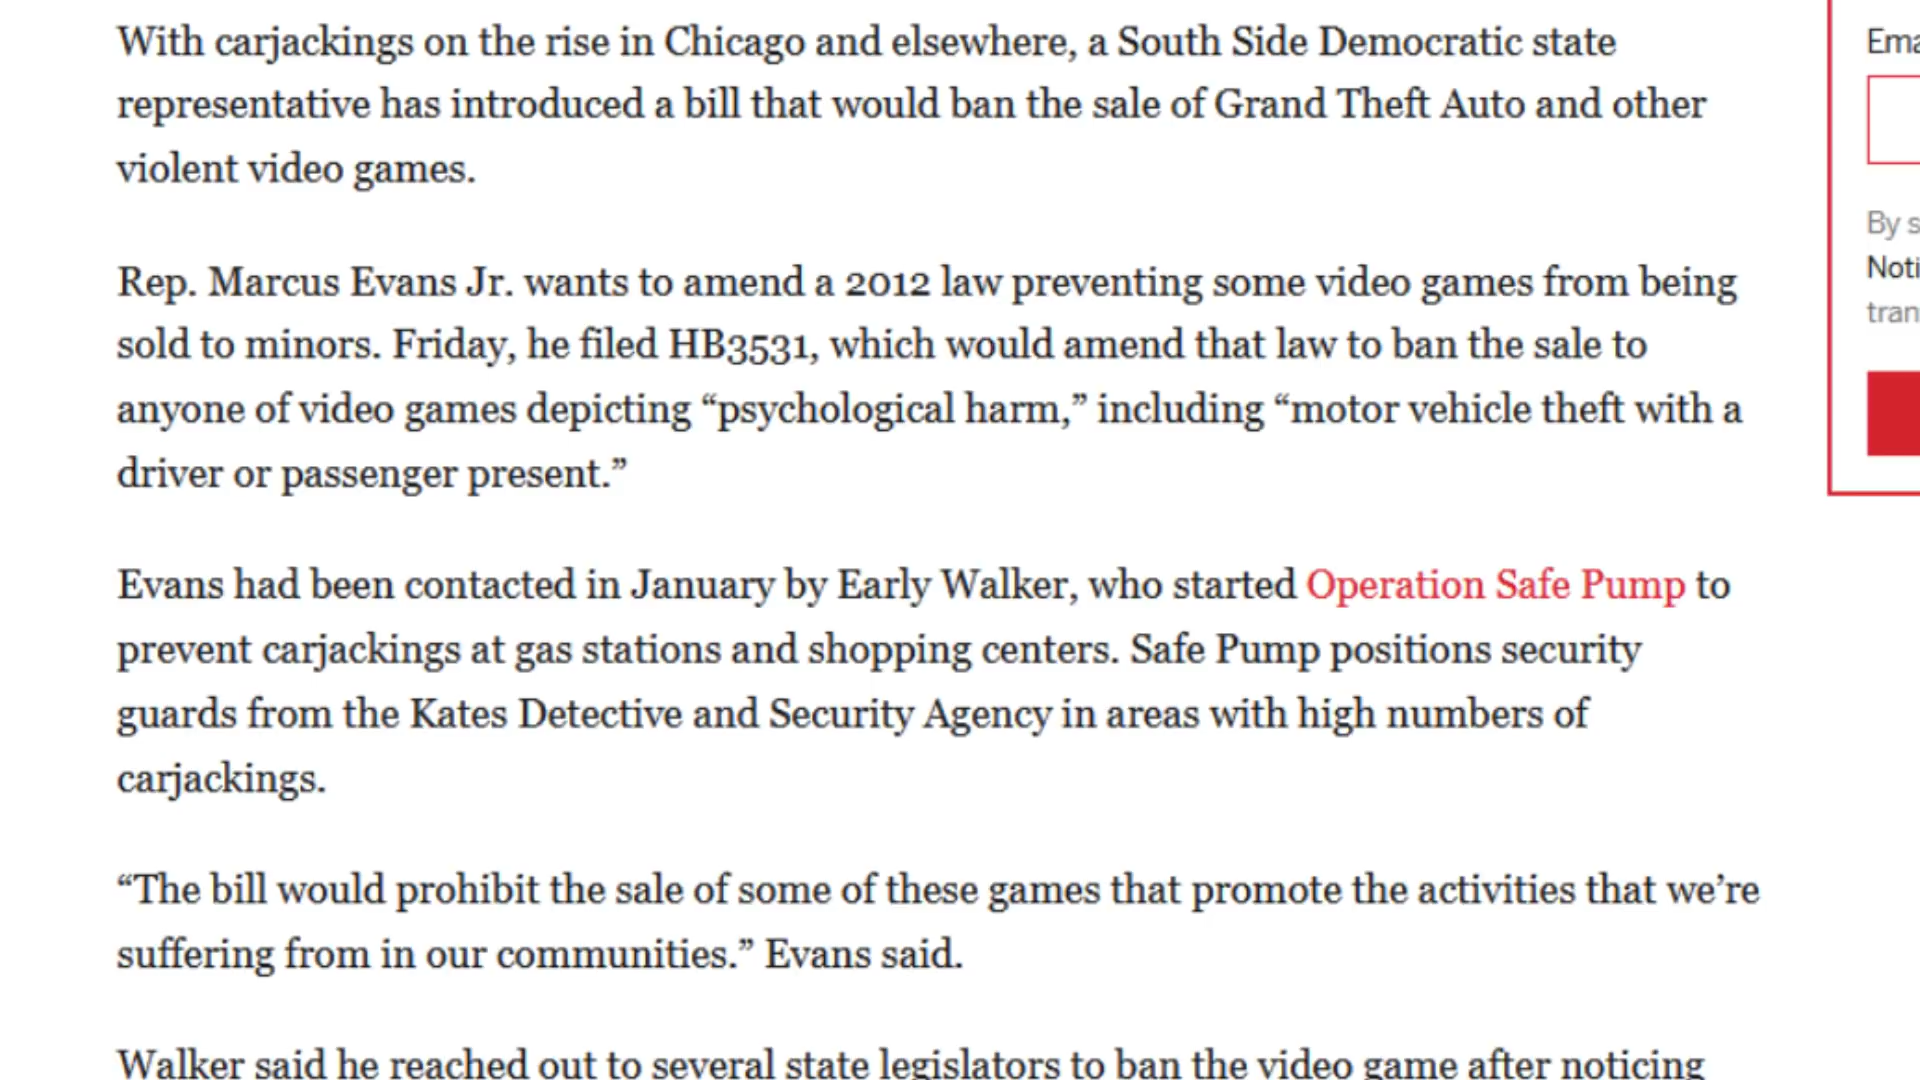 With carjackings on the rise in Chicago and elsewhere, a South Side Democratic state
representative has introduced a bill that would ban the sale of Grand Theft Auto and other
violent video games.
Rep. Marcus Evans Jr. wants to amend a 2012 law preventing some video games from being
sold to minors. Friday, he filed HB3531, which would amend that law to ban the sale to
anyone of video games depicting “psychological harm,” including “motor vehicle theft with a
driver or passenger present.”
Evans had been contacted in January by Early Walker, who started Operation Safe Pump to
prevent carjackings at gas stations and shopping centers. Safe Pump positions security
guards from the Kates Detective and Security Agency in areas with high numbers of
carjackings.
“The bill would prohibit the sale of some of these games that promote the activities that we’re
suffering from in our communities.” Evans said.
Walker said he reached out to several state legislators to ban the video game after noticing
Ema
By s
Noti
tran